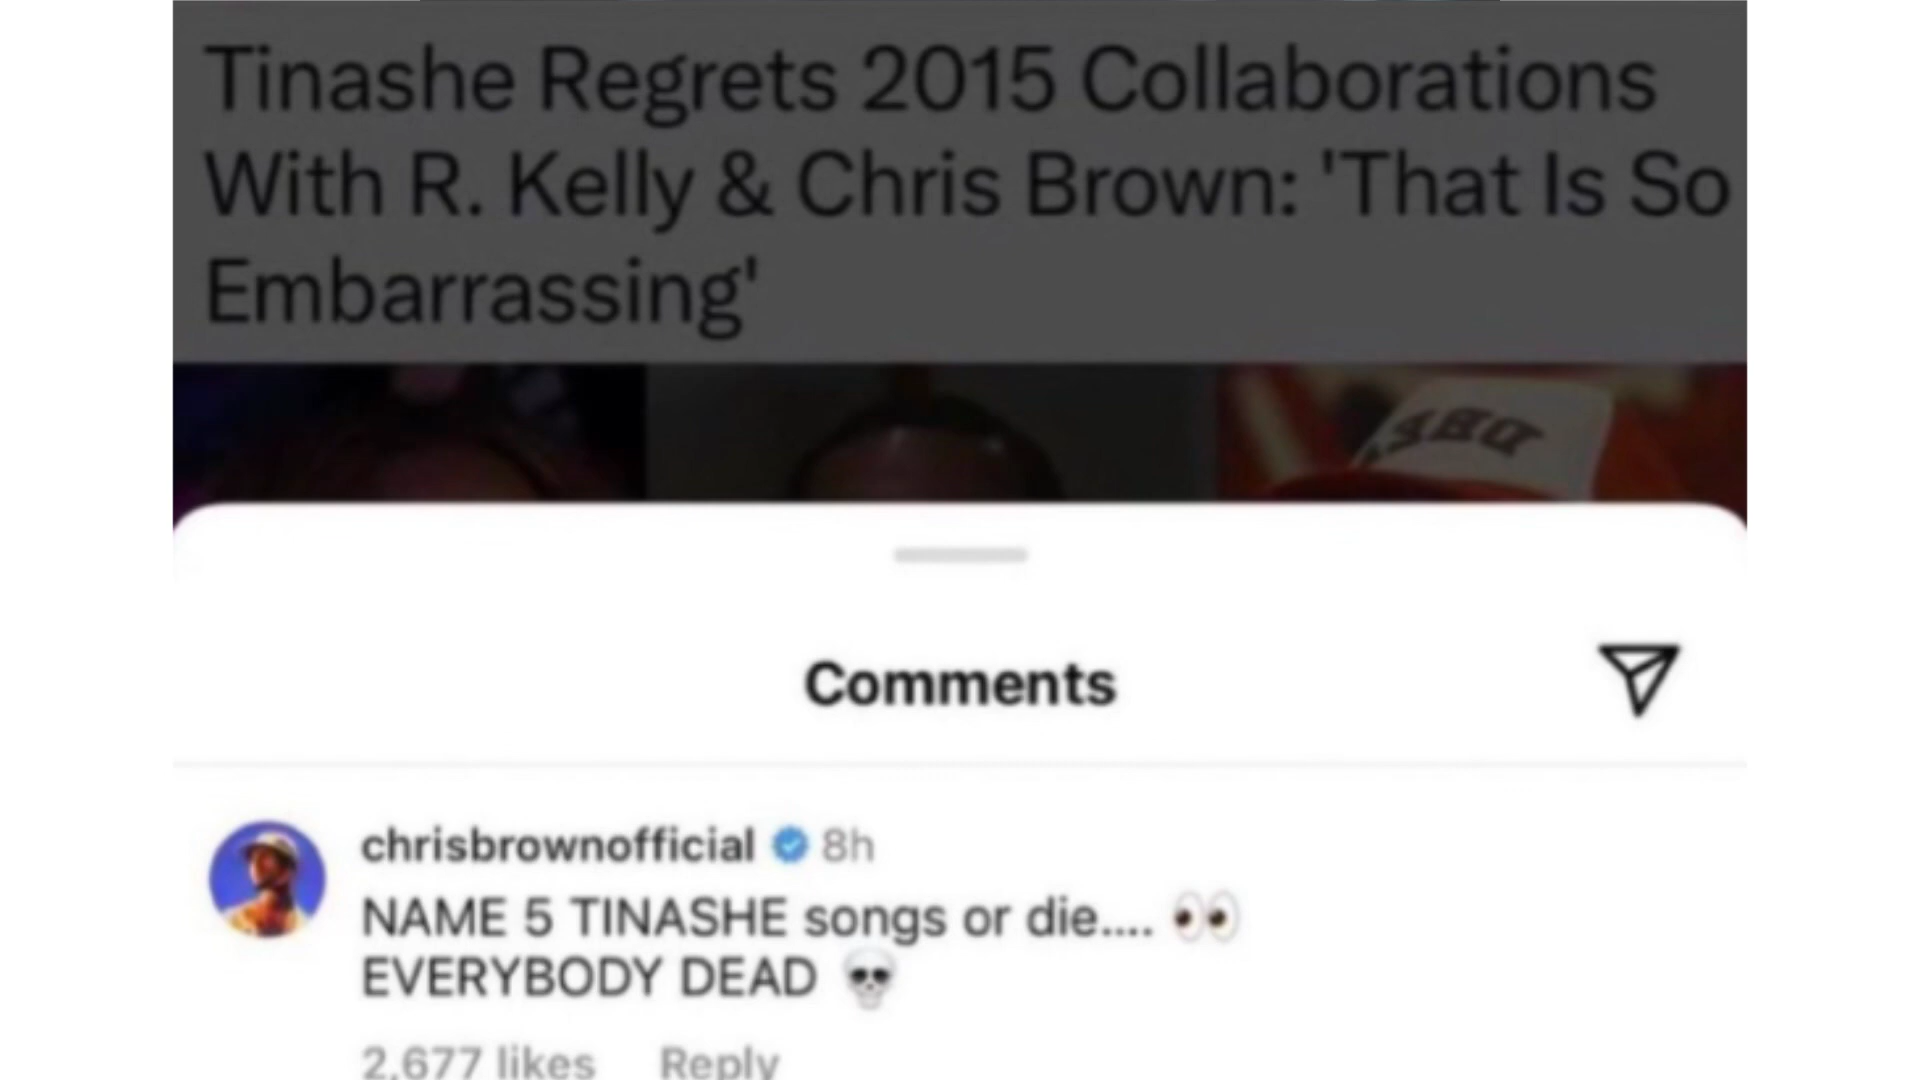 Tinashe Regrets 2015 Collaborations
With R. Kelly & Chris Brown: 'That Is So
Embarrassing'
Comments
chrisbrownofficial 8h
NAME 5 TINASHE songs or die.... 👀
EVERYBODY DEAD 💀
2,677 likes Reply